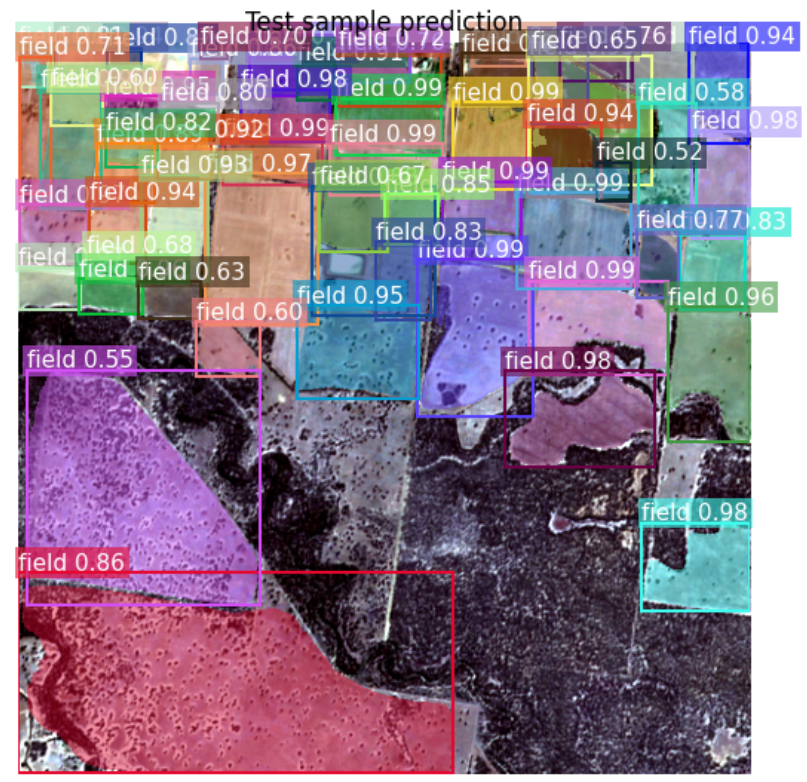 Test sample prediction
field 0.71
field 0.8
field 0.70
field 0.72
field 0.65
0.76
field 0.94
field 0.60
field 0.80
field 0.98
field 0.99
field 0.99
field 0.94
field 0.58
field 0.98
field 0.82
0.92
0.99
field 0.99
field 0.52
field 0.93
0.97
field 0.67
field 0.85
field 0.99
field 0.99
field
field 0.94
field 0.68
field 0.83
field 0.99
field 0.77
0.83
field
field
field 0.63
field 0.99
field 0.60
field 0.95
field 0.96
field 0.55
field 0.98
field 0.98
field 0.86